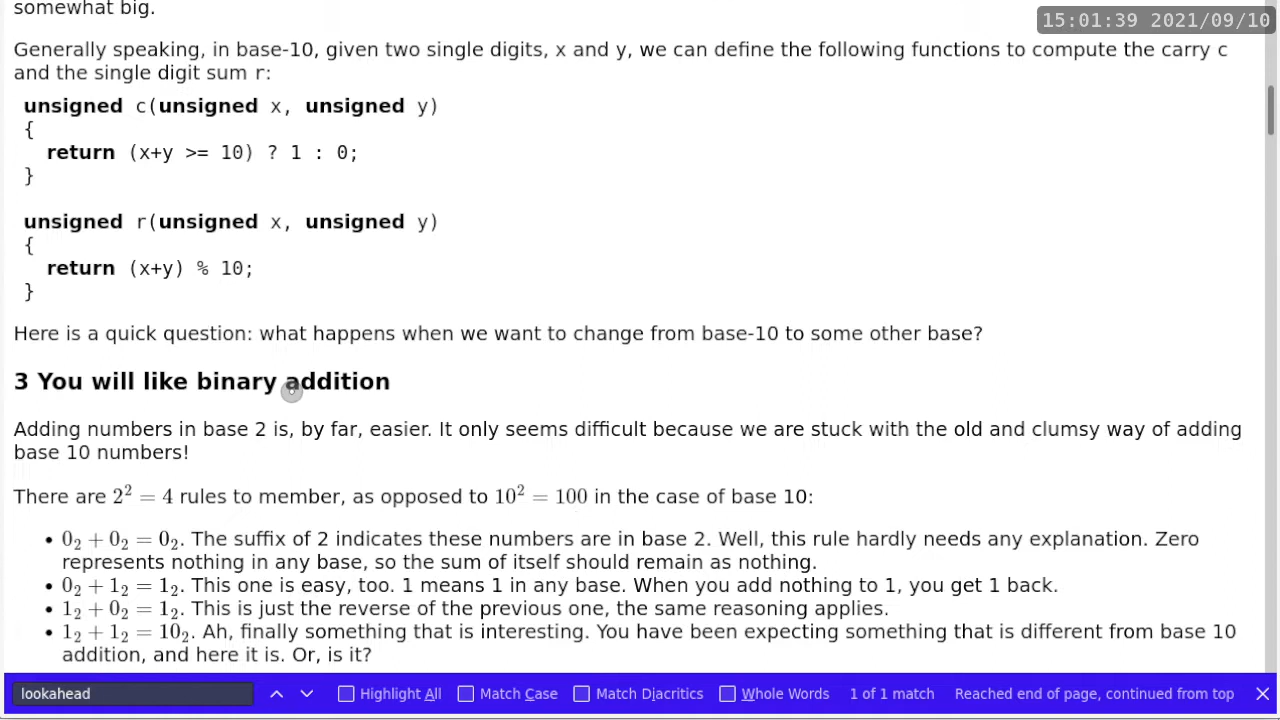 somewhat big.
15:01:39 2021/09/10
Generally speaking, in base-10, given two single digits, x and y, we can define the following functions to compute the carry c
and the single digit sum r:
unsigned c(unsigned x, unsigned y)
{
  return (x+y >= 10) ? 1 : 0;
}
unsigned r(unsigned x, unsigned y)
{
  return (x+y) % 10;
}
Here is a quick question: what happens when we want to change from base-10 to some other base?
3 You will like binary addition
Adding numbers in base 2 is, by far, easier. It only seems difficult because we are stuck with the old and clumsy way of adding
base 10 numbers!
There are 2² = 4 rules to member, as opposed to 10² = 100 in the case of base 10:
• 0₂ + 0₂ = 0₂. The suffix of 2 indicates these numbers are in base 2. Well, this rule hardly needs any explanation. Zero
represents nothing in any base, so the sum of itself should remain as nothing.
• 0₂ + 1₂ = 1₂. This one is easy, too. 1 means 1 in any base. When you add nothing to 1, you get 1 back.
• 1₂ + 0₂ = 1₂. This is just the reverse of the previous one, the same reasoning applies.
• 1₂ + 1₂ = 10₂. Ah, finally something that is interesting. You have been expecting something that is different from base 10
addition, and here it is. Or, is it?
lookahead Highlight All Match Case Match Diacritics Whole Words 1 of 1 match Reached end of page, continued from top